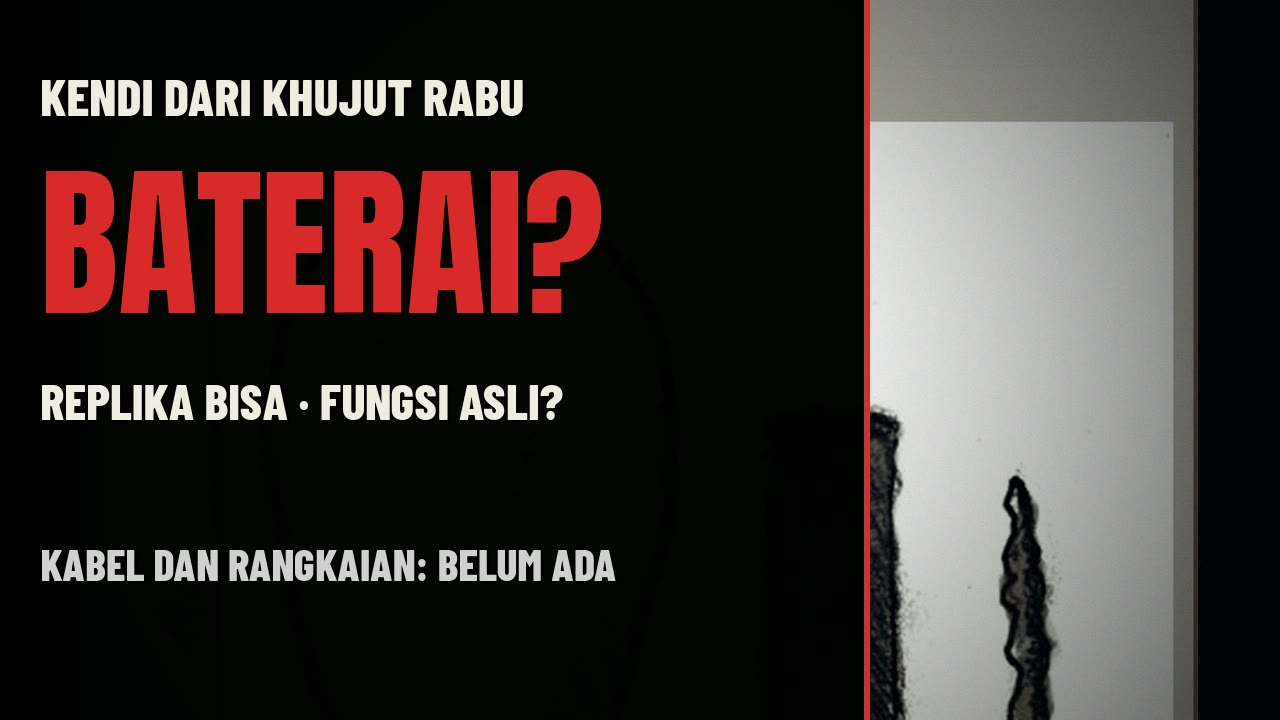 KENDI DARI KHUJUT RABU
BATERAI?
REPLIKA BISA · FUNGSI ASLI?
KABEL DAN RANGKAIAN: BELUM ADA